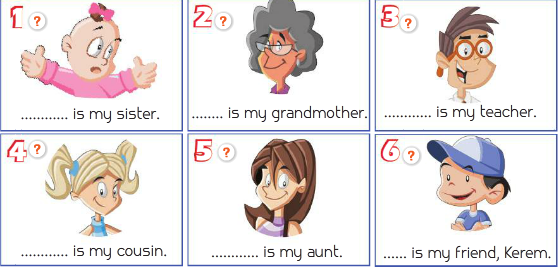 1 ?
............ is my sister.
2 ?
........ is my grandmother.
3 ?
............ is my teacher.
4 ?
............ is my cousin.
5 ?
............ is my aunt.
6 ?
...... is my friend, Kerem.